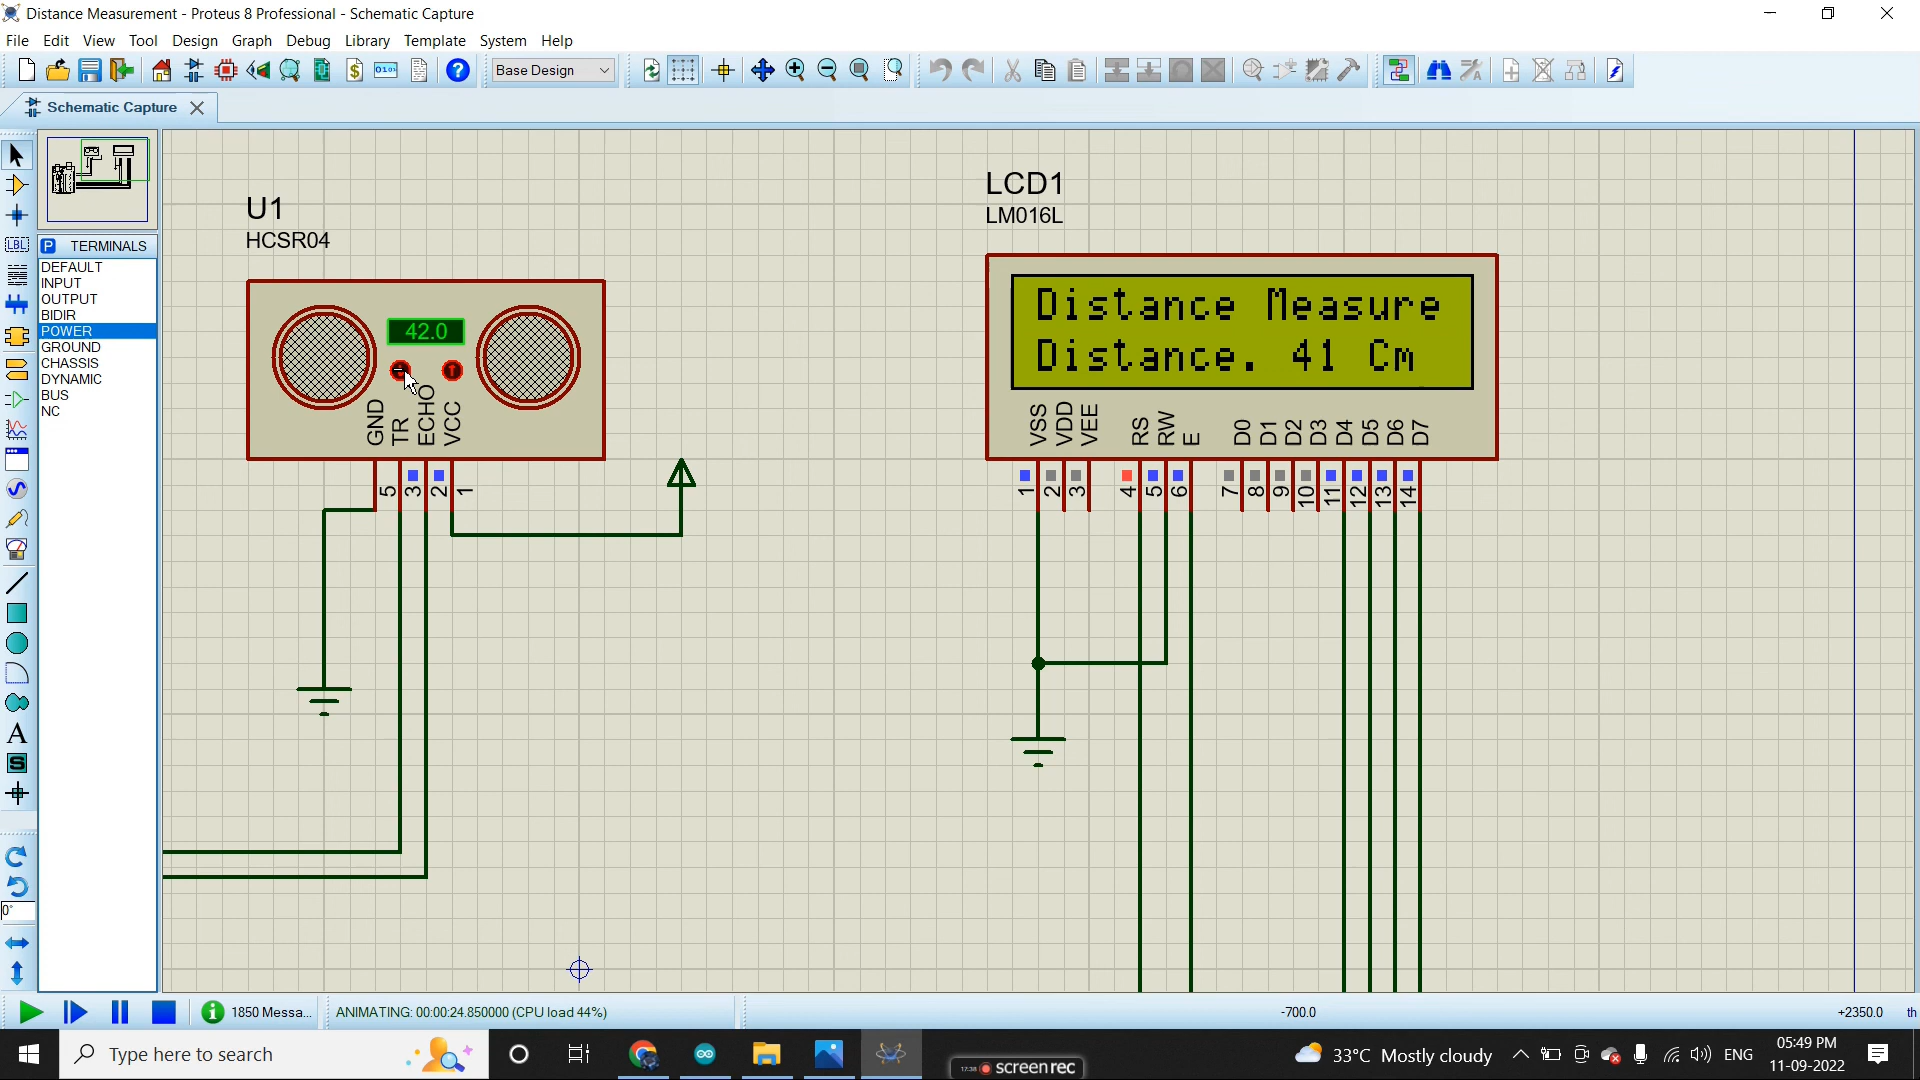 Distance Measurement - Proteus 8 Professional - Schematic Capture
File Edit View Tool Design Graph Debug Library Template System Help
Base Design
Schematic Capture
P TERMINALS
DEFAULT
INPUT
OUTPUT
BIDIR
POWER
GROUND
CHASSIS
DYNAMIC
BUS
NC
LBL
A
S
0°
U1
HCSR04
42.0
GND
TR
ECHO
VCC
5 3 2 1
LCD1
LM016L
Distance Measure
Distance. 41 Cm
VSS
VDD
VEE
RS
RW
E
D0
D1
D2
D3
D4
D5
D6
D7
1 2 3 4 5 6 7 8 9 10 11 12 13 14
1850 Messa...
ANIMATING: 00:00:24.850000 (CPU load 44%)
-700.0
+2350.0 th
Type here to search
17:38 screenrec
33°C Mostly cloudy
ENG
05:49 PM
11-09-2022